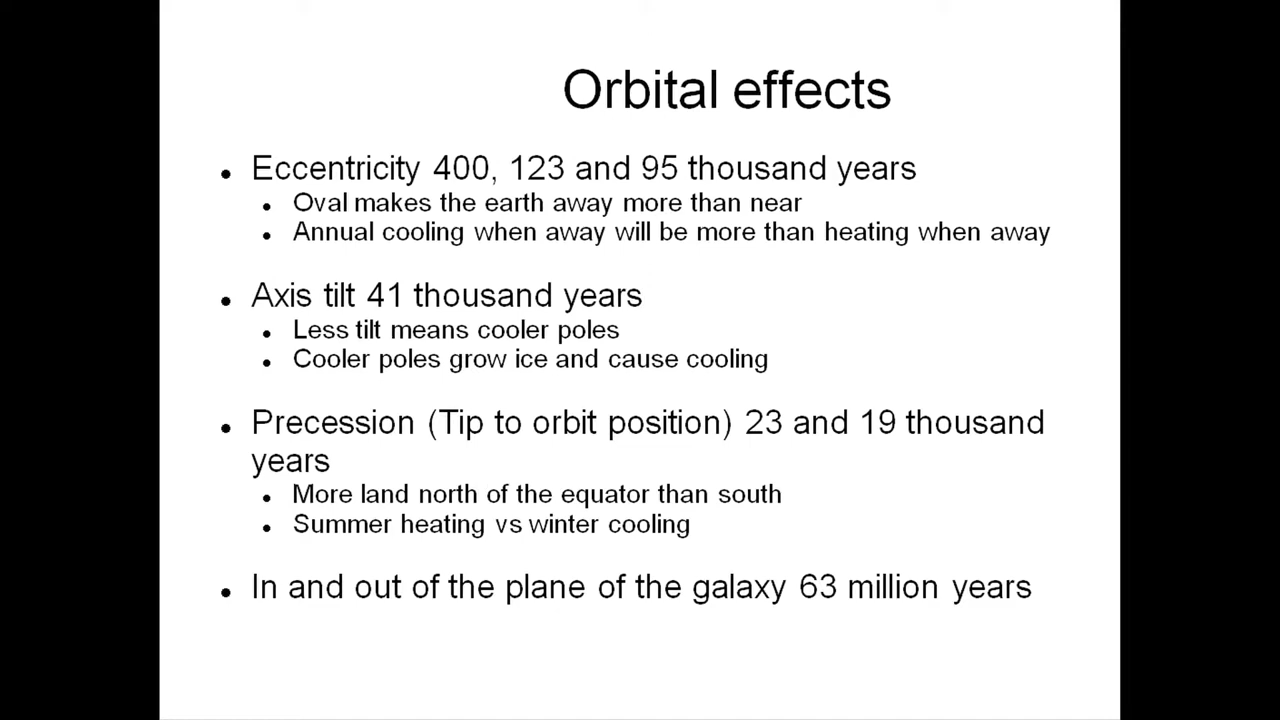 Orbital effects
• Eccentricity 400, 123 and 95 thousand years
• Oval makes the earth away more than near
• Annual cooling when away will be more than heating when away
• Axis tilt 41 thousand years
• Less tilt means cooler poles
• Cooler poles grow ice and cause cooling
• Precession (Tip to orbit position) 23 and 19 thousand
years
• More land north of the equator than south
• Summer heating vs winter cooling
• In and out of the plane of the galaxy 63 million years